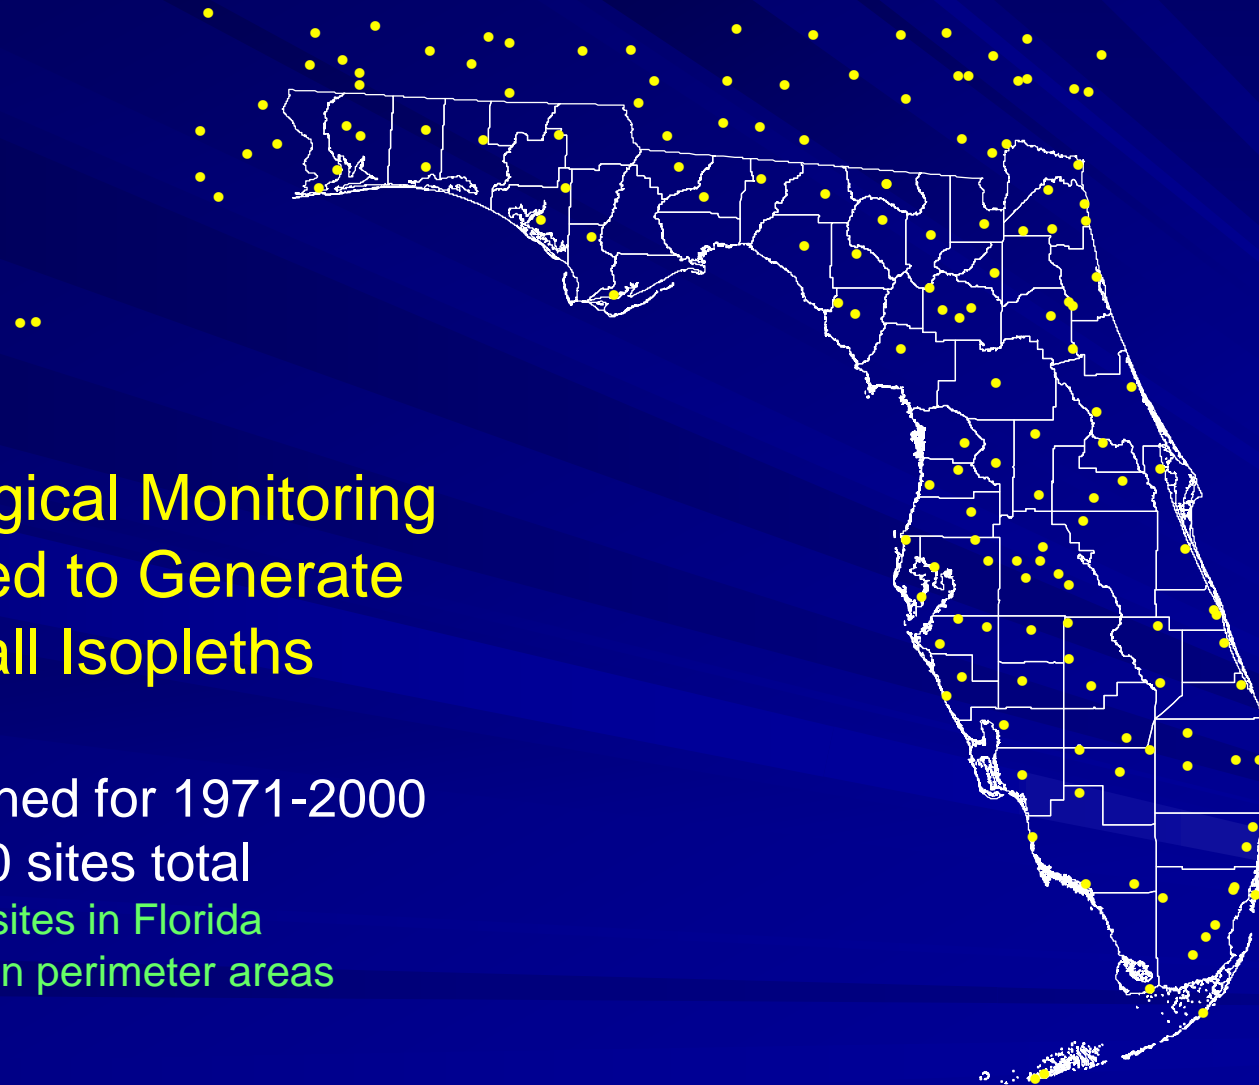 gical Monitoring
ed to Generate
all Isopleths
ned for 1971-2000
0 sites total
sites in Florida
n perimeter areas